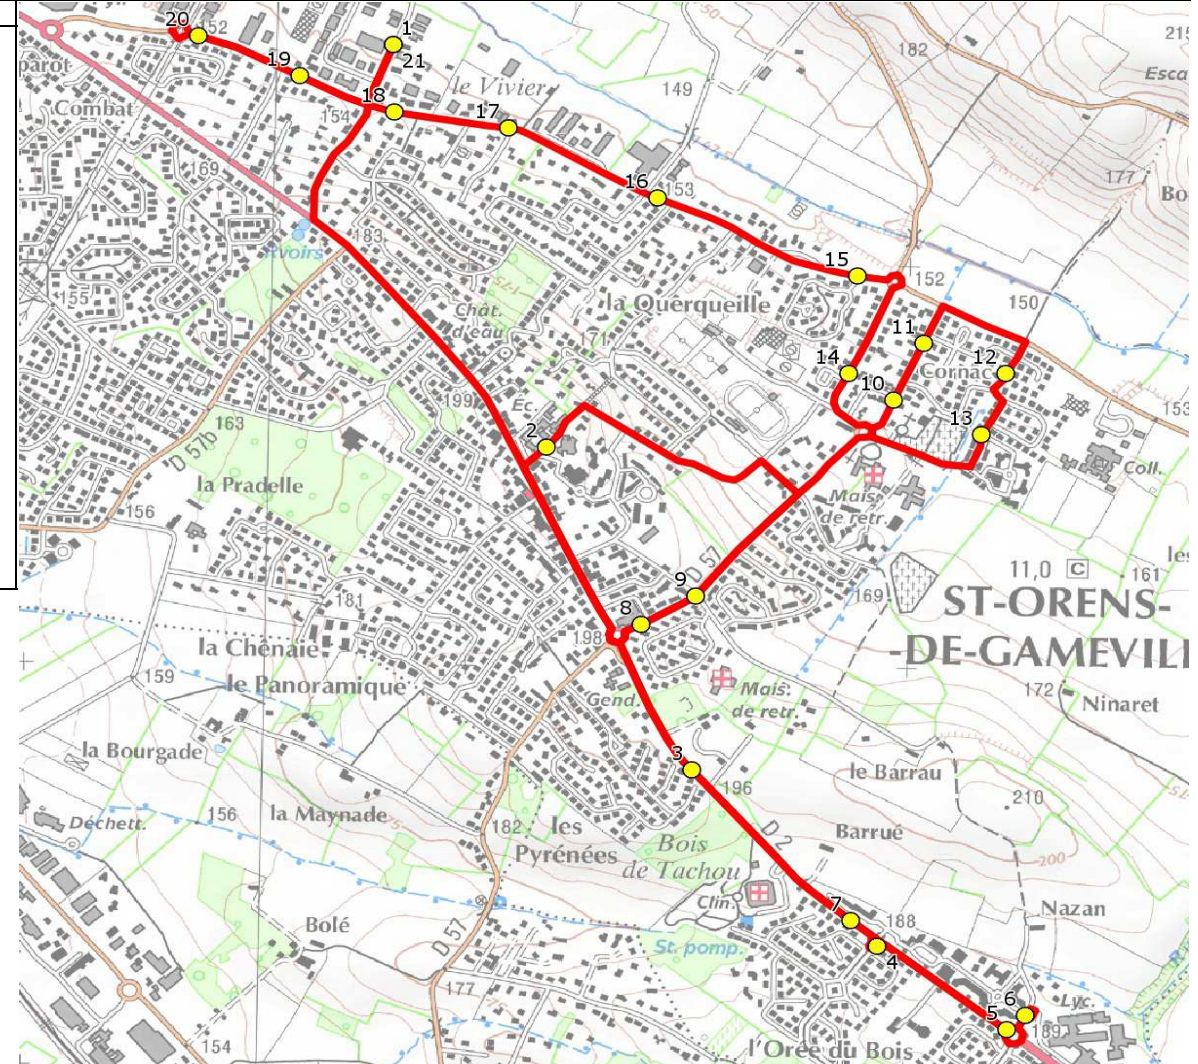 20
152
1
21
182
215
Esca
parot
19
le Vivier
149
Combat
154
18
17
177
Bo
169
16
153
183
Rvoirs
15
152
155
la Querqueille
150
Chât.
d'eau
175
171
11
14
Cornac
12
10
153
199
Éc.
13
163
2
D 57b
Coll.
la Pradelle
Mais.
de retr.
156
les
D 57
11,0 C
161
9
169
ST-ORENS-
181
8
198
-DE-GAMEVILL
la Chênaie
159
le Panoramique
Gend.
Mais.
de retr.
172
Ninaret
la Bourgade
3
le Barrau
196
210
la Maynade
156
Déchett.
D 2
182
les
Pyrénées
Bois
de Tachou
Barrué
200
Clin.
7
188
Nazan
Bolé
D 57
St. pomp.
4
177
6
Lyc.
5
189
154
l'Orée du Bois